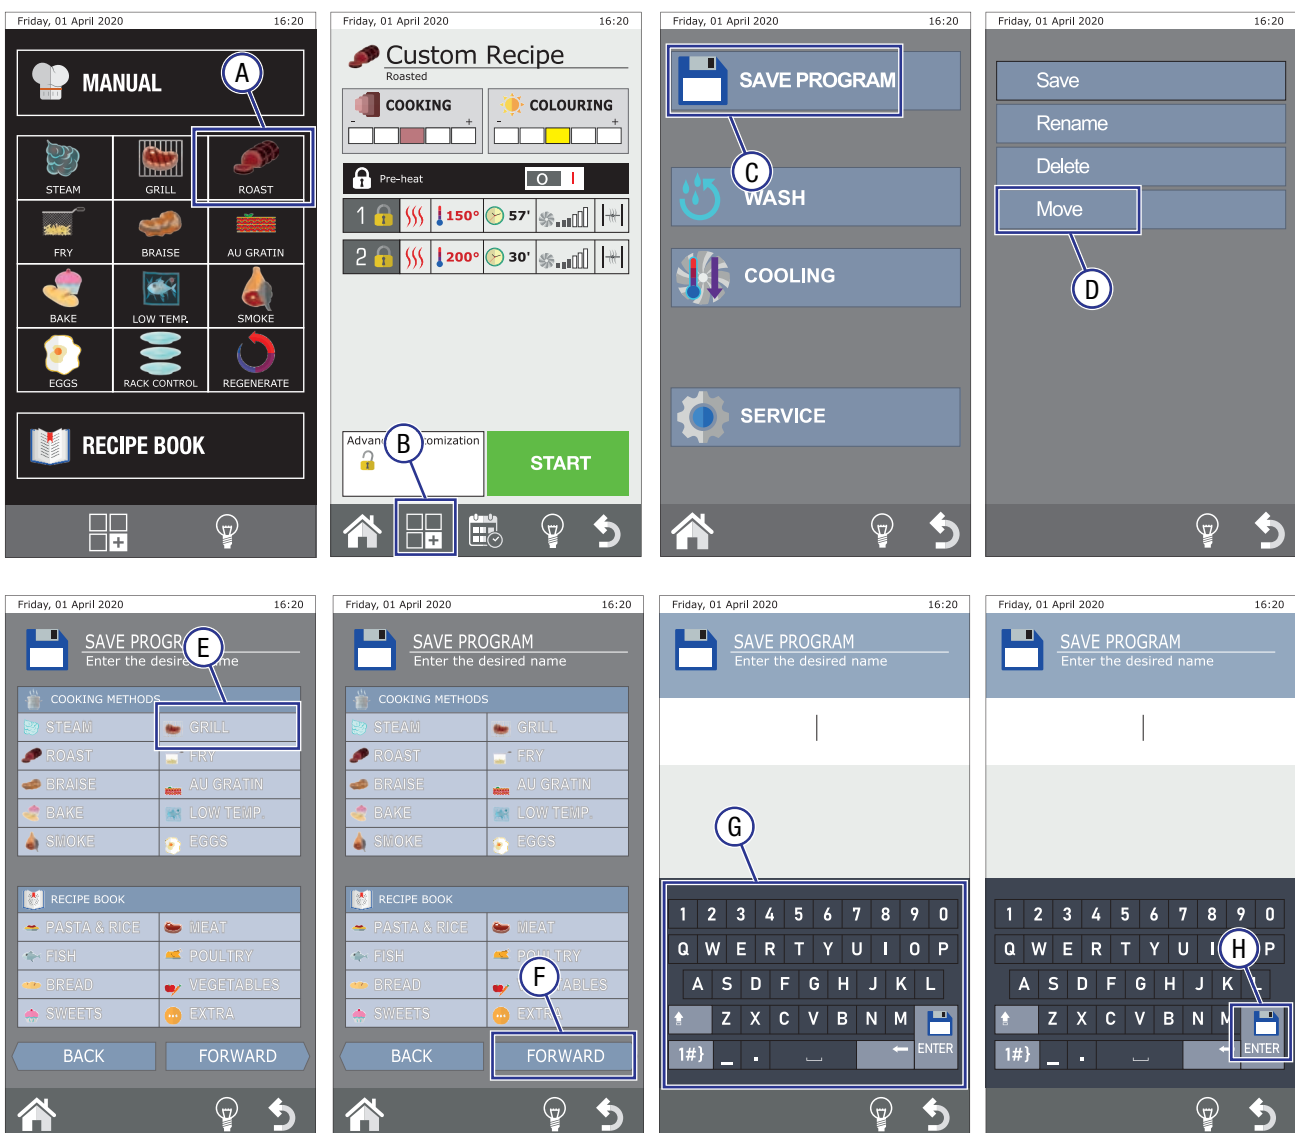 Friday, 01 April 2020 16:20
MANUAL
A
STEAM GRILL ROAST
FRY BRAISE AU GRATIN
BAKE LOW TEMP. SMOKE
EGGS RACK CONTROL REGENERATE
RECIPE BOOK
Friday, 01 April 2020 16:20
Custom Recipe
Roasted
COOKING COLOURING
- + - +
Pre-heat O I
1 150° 57'
2 200° 30'
Advan B omization
START
Friday, 01 April 2020 16:20
SAVE PROGRAM
C
WASH
COOLING
SERVICE
Friday, 01 April 2020 16:20
Save
Rename
Delete
Move
D
Friday, 01 April 2020 16:20
SAVE PROGR E
Enter the desire me
COOKING METHODS
STEAM GRILL
ROAST FRY
BRAISE AU GRATIN
BAKE LOW TEMP.
SMOKE EGGS
RECIPE BOOK
PASTA & RICE MEAT
FISH POULTRY
BREAD VEGETABLES
SWEETS EXTRA
BACK FORWARD
Friday, 01 April 2020 16:20
SAVE PROGRAM
Enter the desired name
COOKING METHODS
STEAM GRILL
ROAST FRY
BRAISE AU GRATIN
BAKE LOW TEMP.
SMOKE EGGS
RECIPE BOOK
PASTA & RICE MEAT
FISH POULTRY
BREAD F ABLES
SWEETS EXTRA
BACK FORWARD
Friday, 01 April 2020 16:20
SAVE PROGRAM
Enter the desired name
G
1 2 3 4 5 6 7 8 9 0
Q W E R T Y U I O P
A S D F G H J K L
Z X C V B N M
1#} _ . ENTER
Friday, 01 April 2020 16:20
SAVE PROGRAM
Enter the desired name
1 2 3 4 5 6 7 8 9 0
Q W E R T Y U I H P
A S D F G H J K L
Z X C V B N M
1#} _ . ENTER